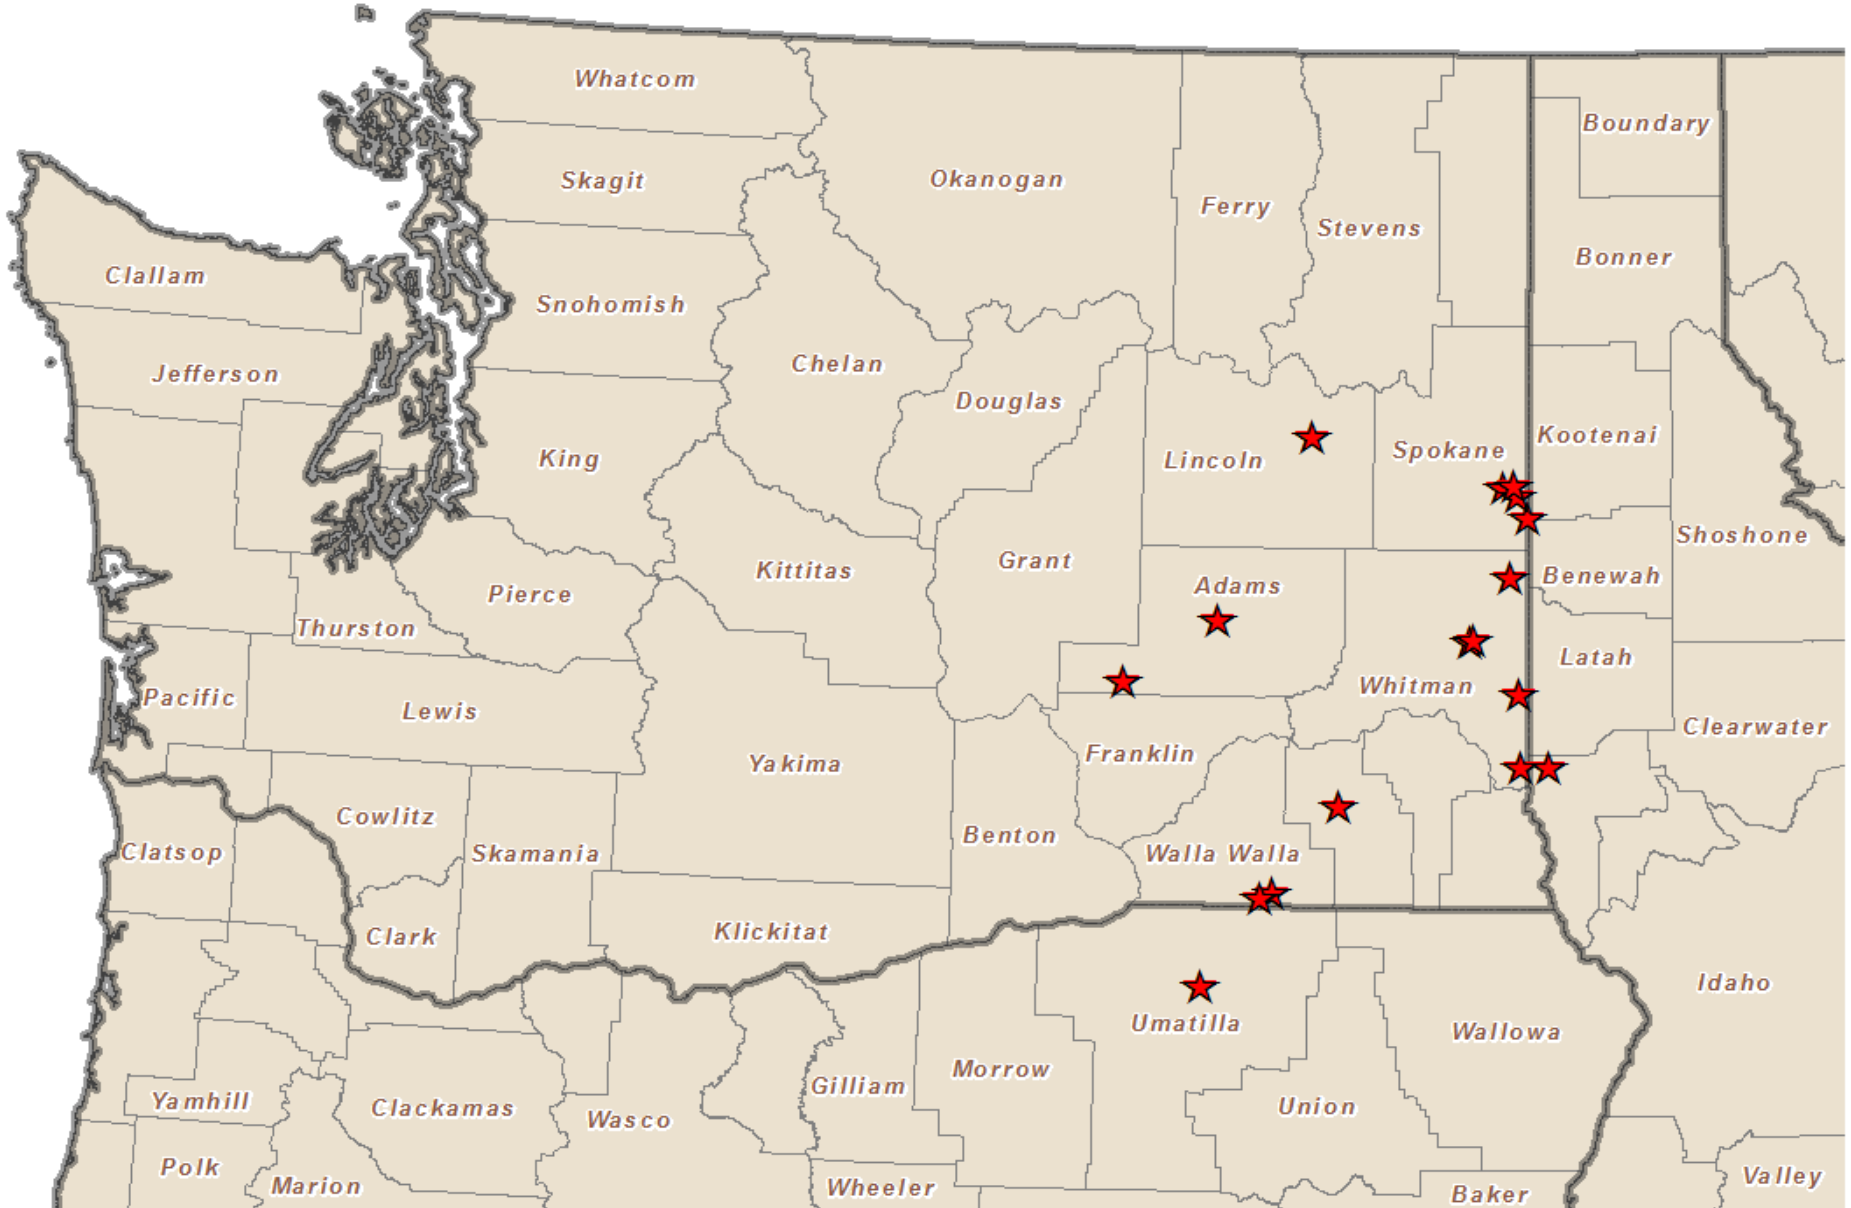 Whatcom
Boundary
Skagit
Okanogan
Ferry
Stevens
Bonner
Clallam
Snohomish
Jefferson
Chelan
Douglas
King
Lincoln
Spokane
Kootenai
Shoshone
Grant
Kittitas
Adams
Benewah
Pierce
Thurston
Latah
Pacific
Lewis
Whitman
Clearwater
Yakima
Franklin
Cowlitz
Benton
Clatsop
Skamania
Walla Walla
Clark
Klickitat
Idaho
Umatilla
Wallowa
Morrow
Gilliam
Yamhill
Clackamas
Union
Wasco
Polk
Marion
Wheeler
Baker
Valley